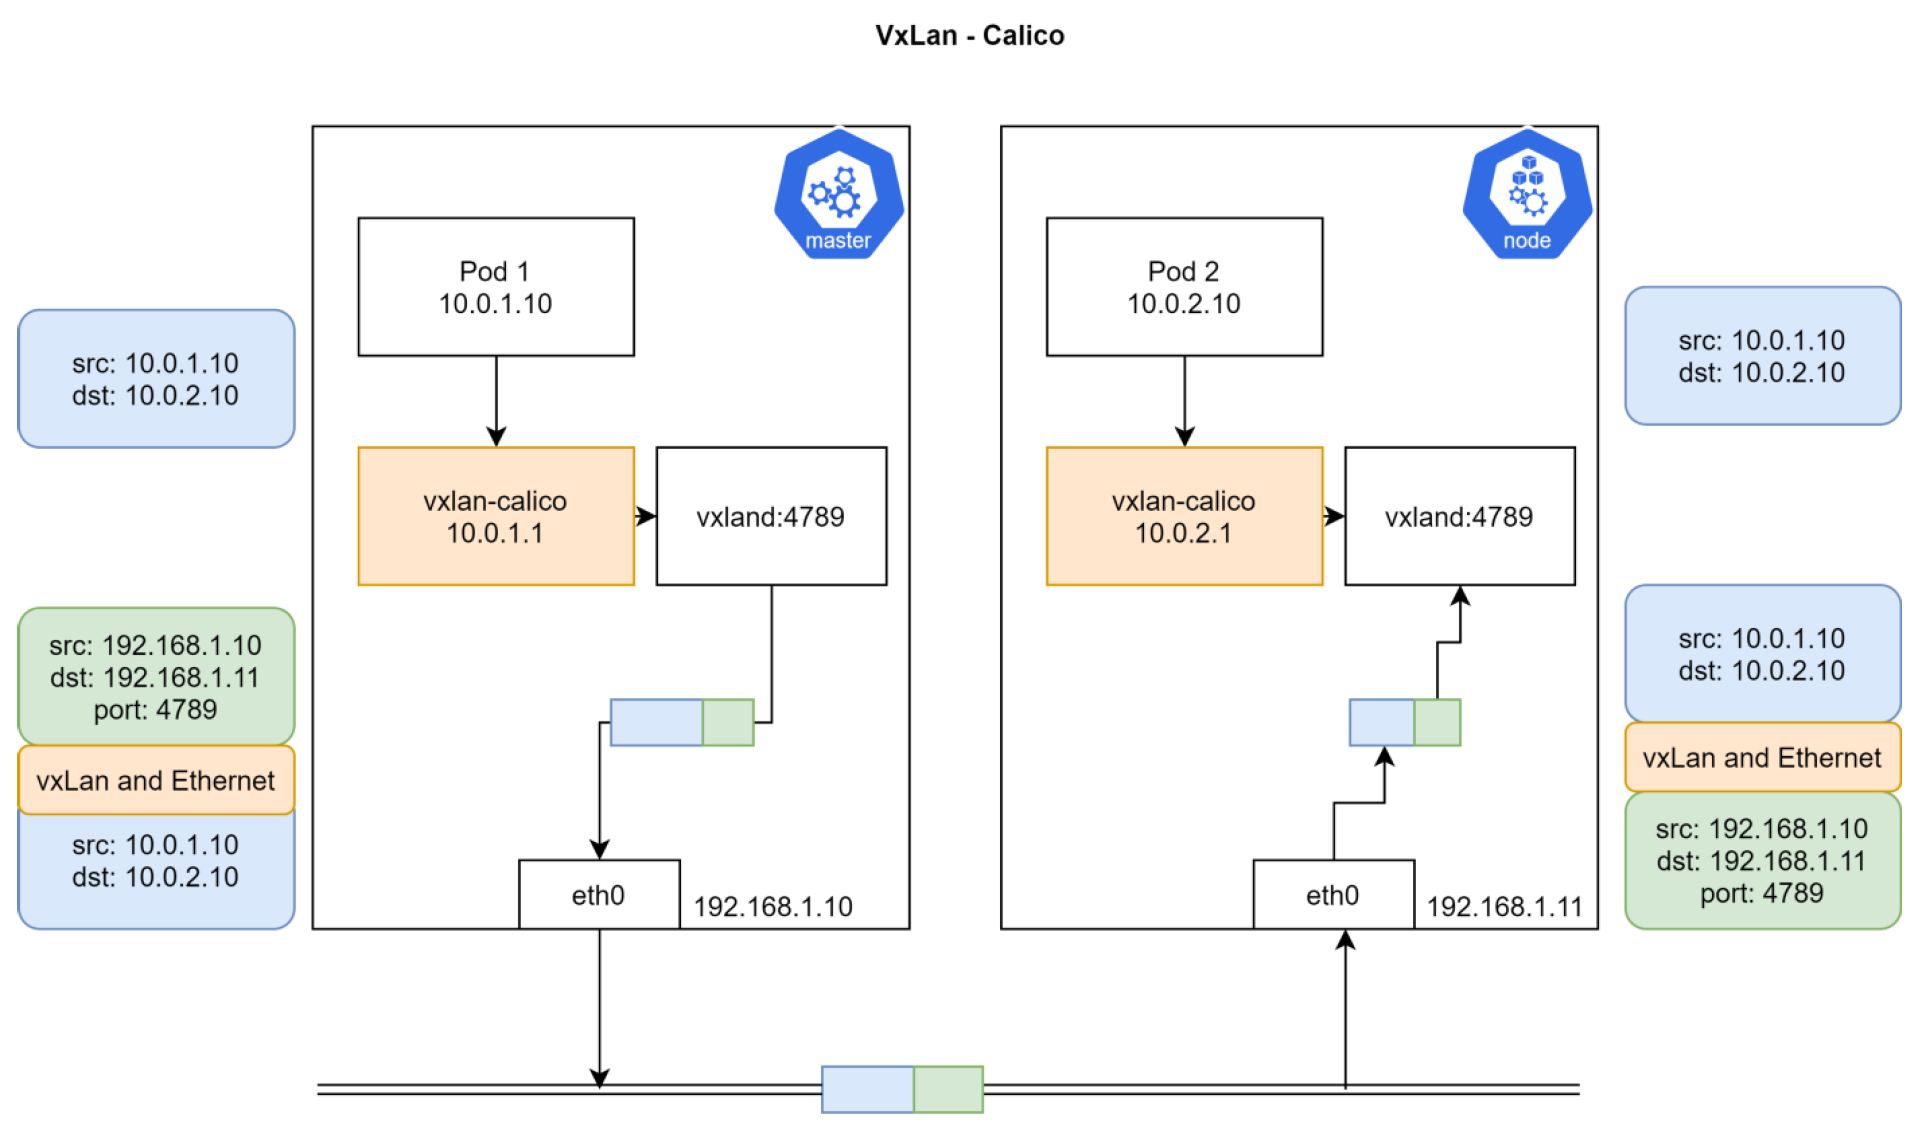 VxLan - Calico
master
node
Pod 1
10.0.1.10
Pod 2
10.0.2.10
src: 10.0.1.10
dst: 10.0.2.10
src: 10.0.1.10
dst: 10.0.2.10
vxlan-calico
10.0.1.1
vxland:4789
vxlan-calico
10.0.2.1
vxland:4789
src: 192.168.1.10
dst: 192.168.1.11
port: 4789
vxLan and Ethernet
src: 10.0.1.10
dst: 10.0.2.10
src: 10.0.1.10
dst: 10.0.2.10
vxLan and Ethernet
src: 192.168.1.10
dst: 192.168.1.11
port: 4789
eth0
192.168.1.10
eth0
192.168.1.11